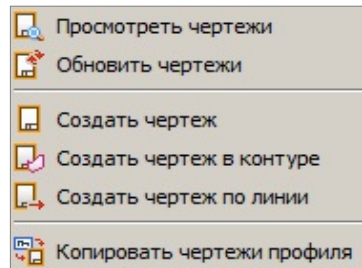 Просмотреть чертежи
Обновить чертежи
Создать чертеж
Создать чертеж в контуре
Создать чертеж по линии
Копировать чертежи профиля